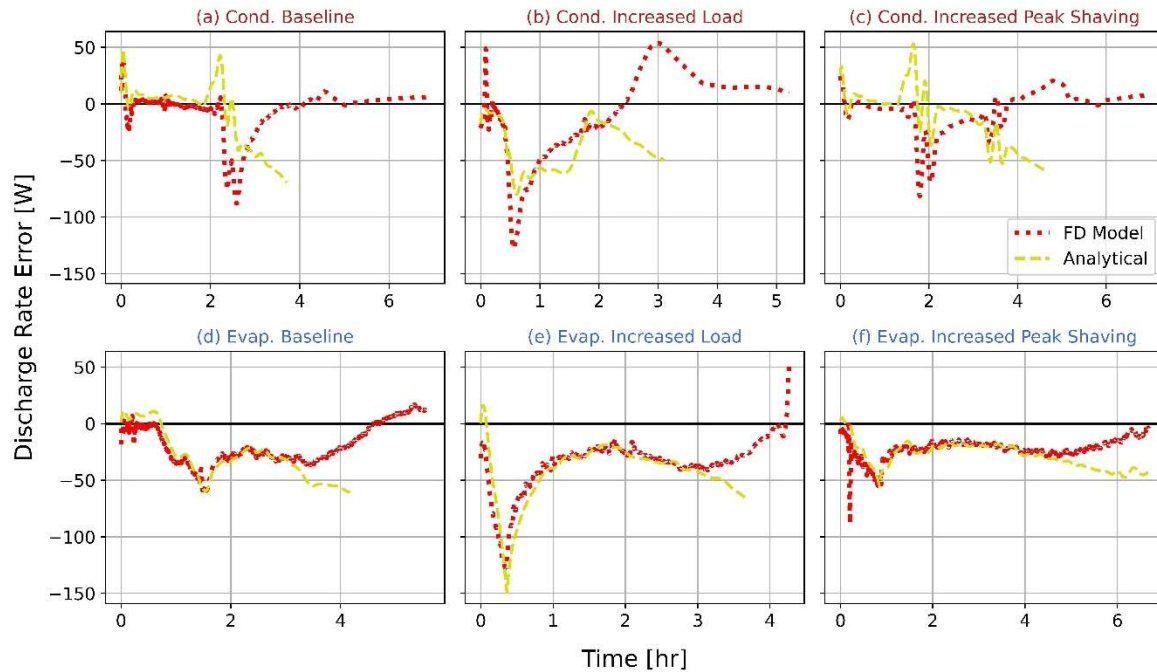 (a) Cond. Baseline
(b) Cond. Increased Load
(c) Cond. Increased Peak Shaving
50
0
−50
−100
−150
0 2 4 6
0 1 2 3 4 5
0 2 4 6
FD Model
Analytical
Discharge Rate Error [W]
(d) Evap. Baseline
(e) Evap. Increased Load
(f) Evap. Increased Peak Shaving
50
0
−50
−100
−150
0 2 4
0 1 2 3 4
0 2 4 6
Time [hr]